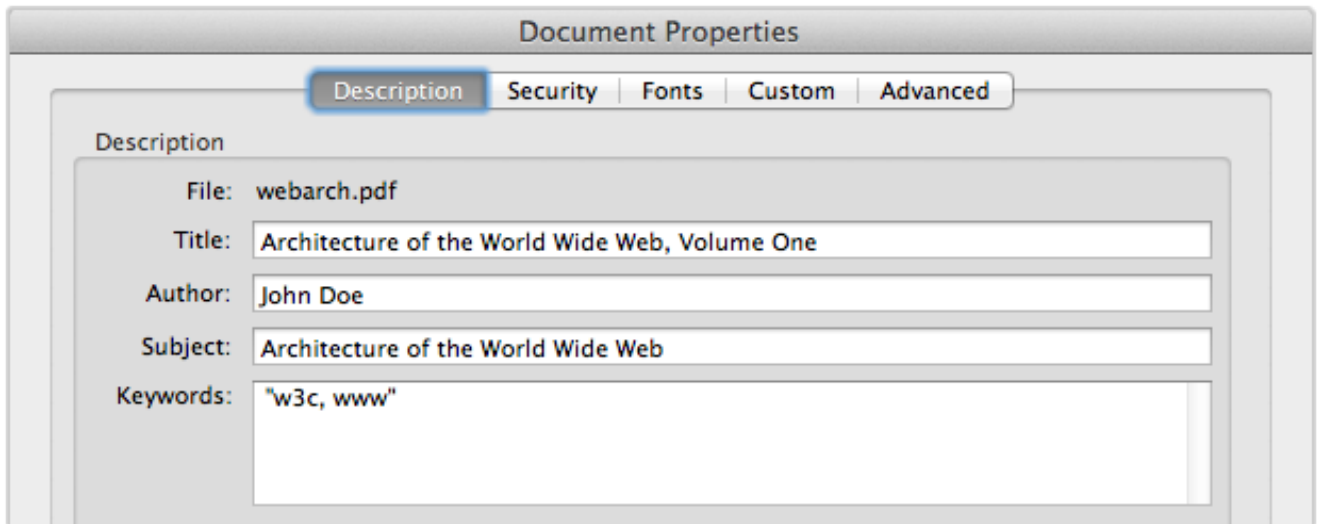 Document Properties
Description Security Fonts Custom Advanced
Description
File: webarch.pdf
Title: Architecture of the World Wide Web, Volume One
Author: John Doe
Subject: Architecture of the World Wide Web
Keywords: "w3c, www"